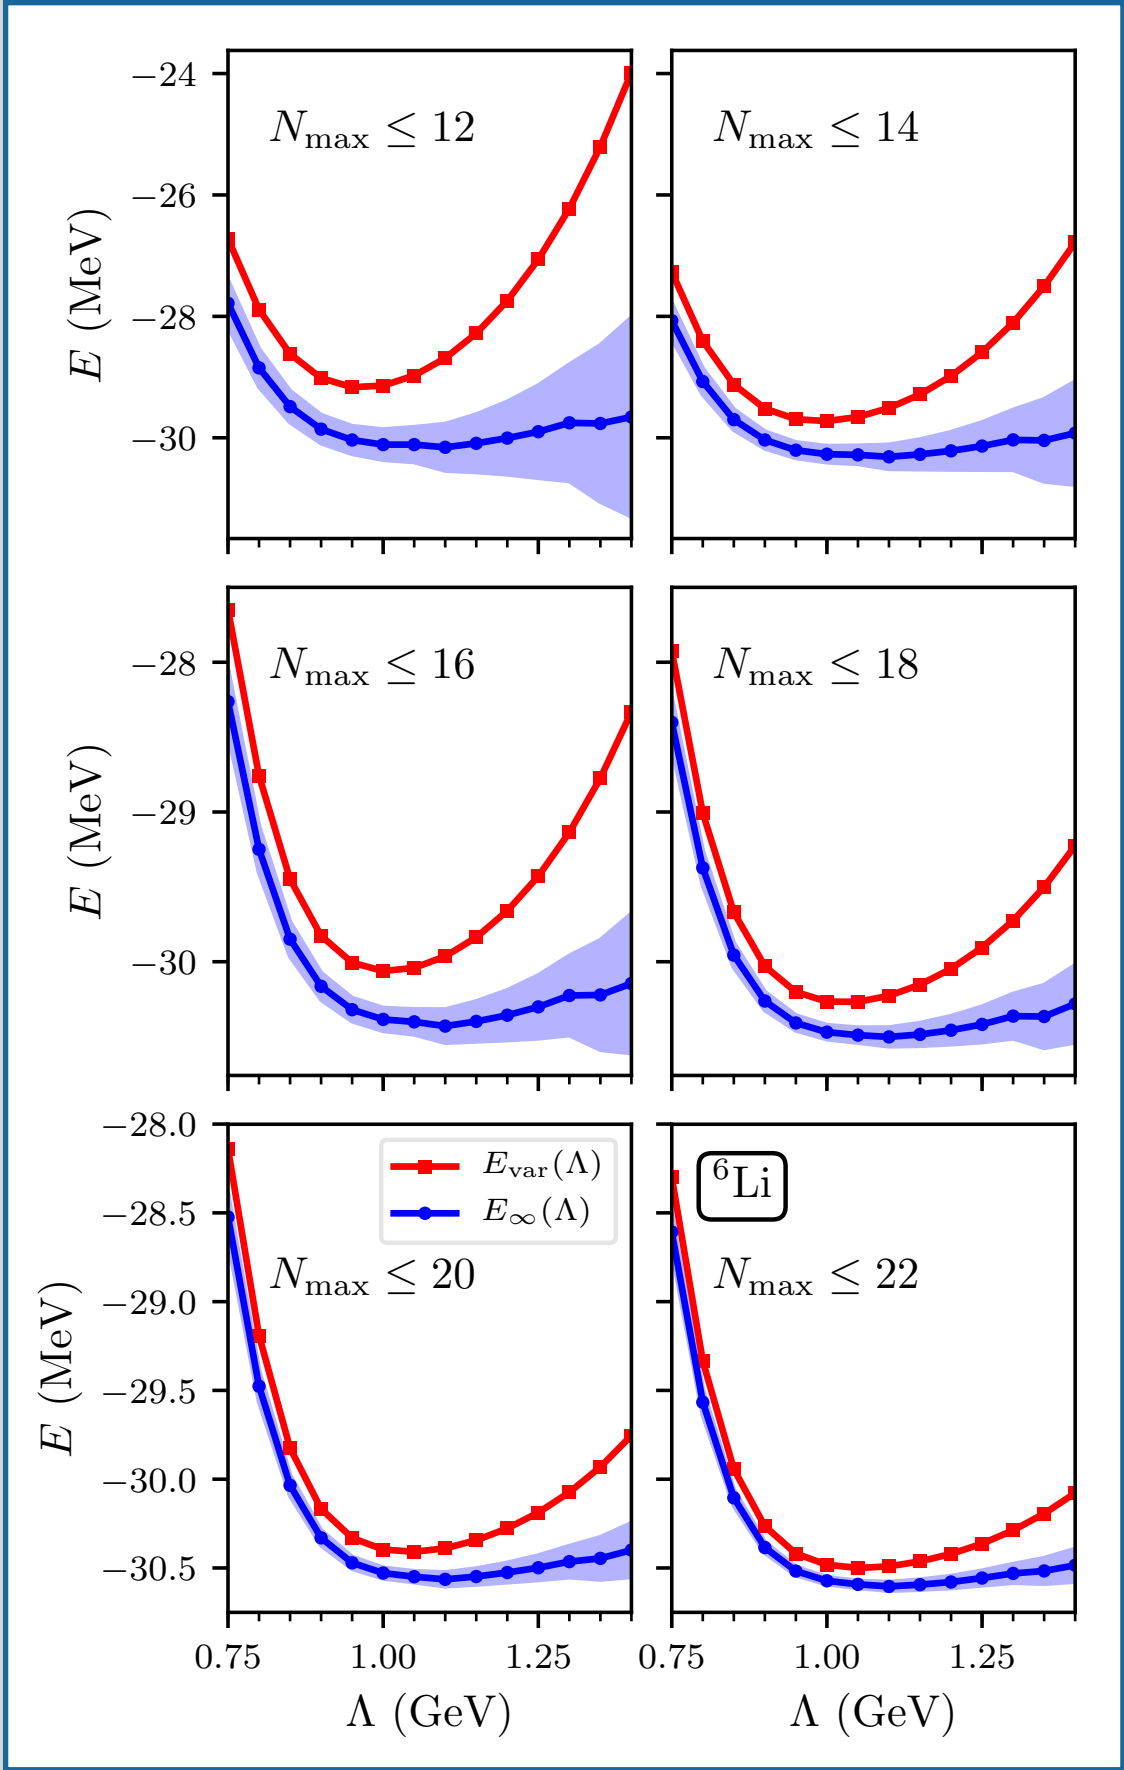 −24
−26
−28
−30
E (MeV)
N_max ≤ 12
N_max ≤ 14
−28
−29
−30
E (MeV)
N_max ≤ 16
N_max ≤ 18
−28.0
−28.5
−29.0
−29.5
−30.0
−30.5
E (MeV)
E_var(Λ)
E_∞(Λ)
⁶Li
N_max ≤ 20
N_max ≤ 22
0.75 1.00 1.25
0.75 1.00 1.25
Λ (GeV)
Λ (GeV)